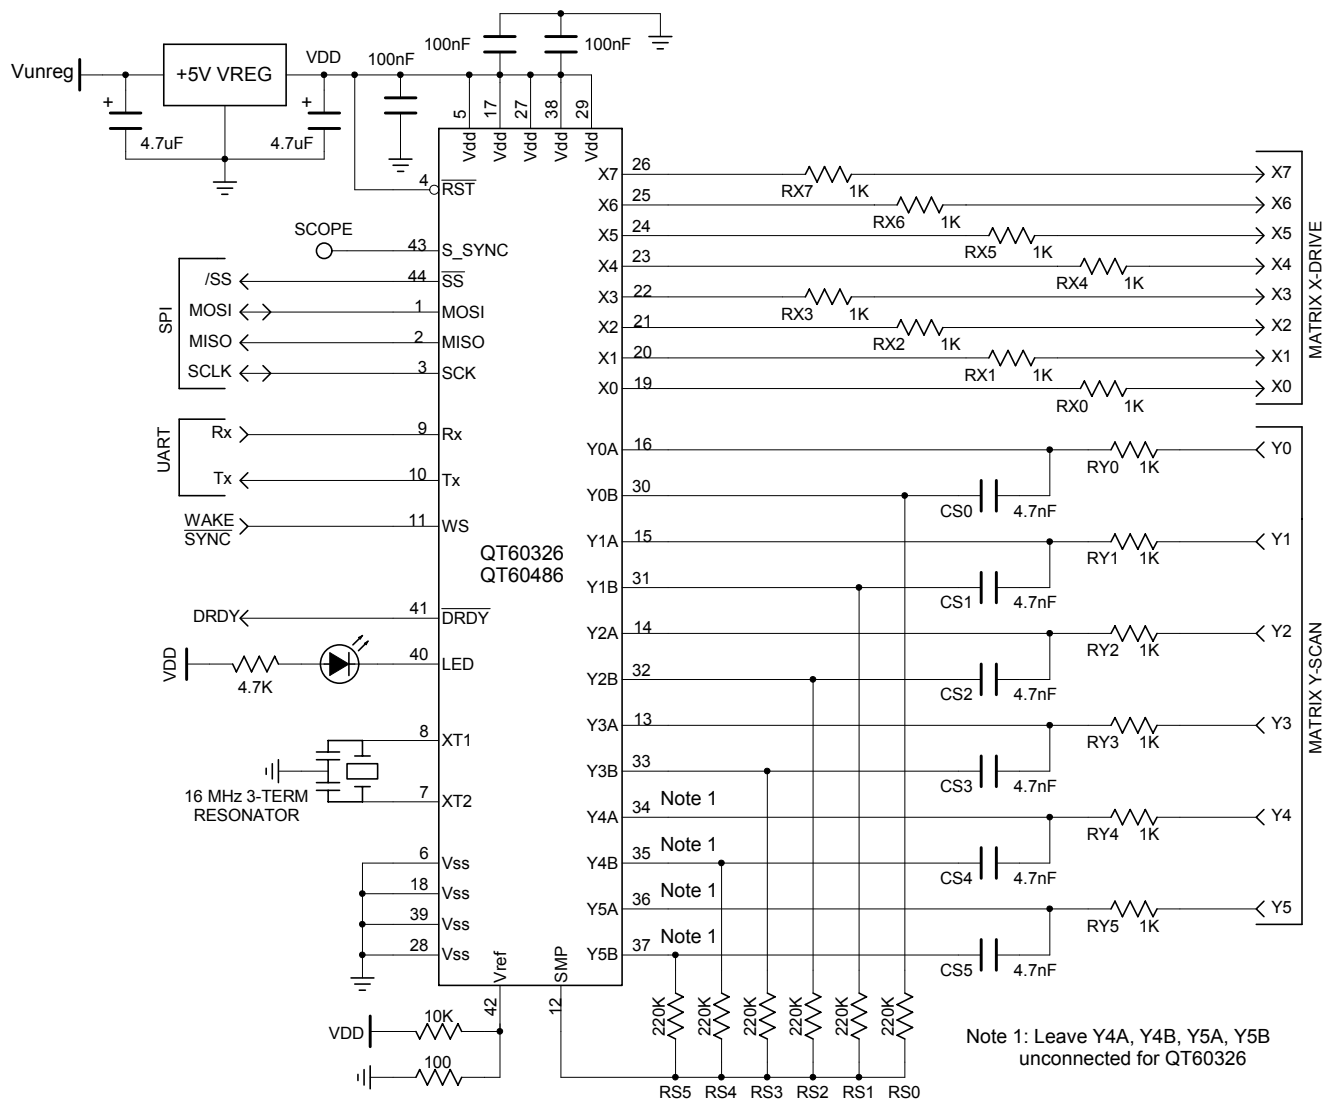 100nF
100nF
Vunreg
+5V VREG
VDD
100nF
+
4.7uF
+
4.7uF
5
17
27
38
29
Vdd
Vdd
Vdd
Vdd
Vdd
4
RST
SCOPE
43
S_SYNC
SPI
/SS
44
SS
MOSI
1
MOSI
MISO
2
MISO
SCLK
3
SCK
UART
Rx
9
Rx
Tx
10
Tx
WAKE
SYNC
11
WS
QT60326
QT60486
DRDY
41
DRDY
VDD
4.7K
40
LED
8
XT1
16 MHz 3-TERM
RESONATOR
7
XT2
6
Vss
18
Vss
39
Vss
28
Vss
Vref
42
SMP
12
VDD
10K
100
X7
26
RX7
1K
X7
X6
25
RX6
1K
X6
X5
24
RX5
1K
X5
X4
23
RX4
1K
X4
X3
22
RX3
1K
X3
X2
21
RX2
1K
X2
X1
20
RX1
1K
X1
X0
19
RX0
1K
X0
MATRIX X-DRIVE
Y0A
16
RY0
1K
Y0
Y0B
30
CS0
4.7nF
Y1A
15
RY1
1K
Y1
Y1B
31
CS1
4.7nF
Y2A
14
RY2
1K
Y2
Y2B
32
CS2
4.7nF
Y3A
13
RY3
1K
Y3
Y3B
33
CS3
4.7nF
Y4A
34
Note 1
RY4
1K
Y4
Y4B
35
Note 1
CS4
4.7nF
Y5A
36
Note 1
RY5
1K
Y5
Y5B
37
Note 1
CS5
4.7nF
MATRIX Y-SCAN
220K
220K
220K
220K
220K
220K
RS5
RS4
RS3
RS2
RS1
RS0
Note 1: Leave Y4A, Y4B, Y5A, Y5B
unconnected for QT60326